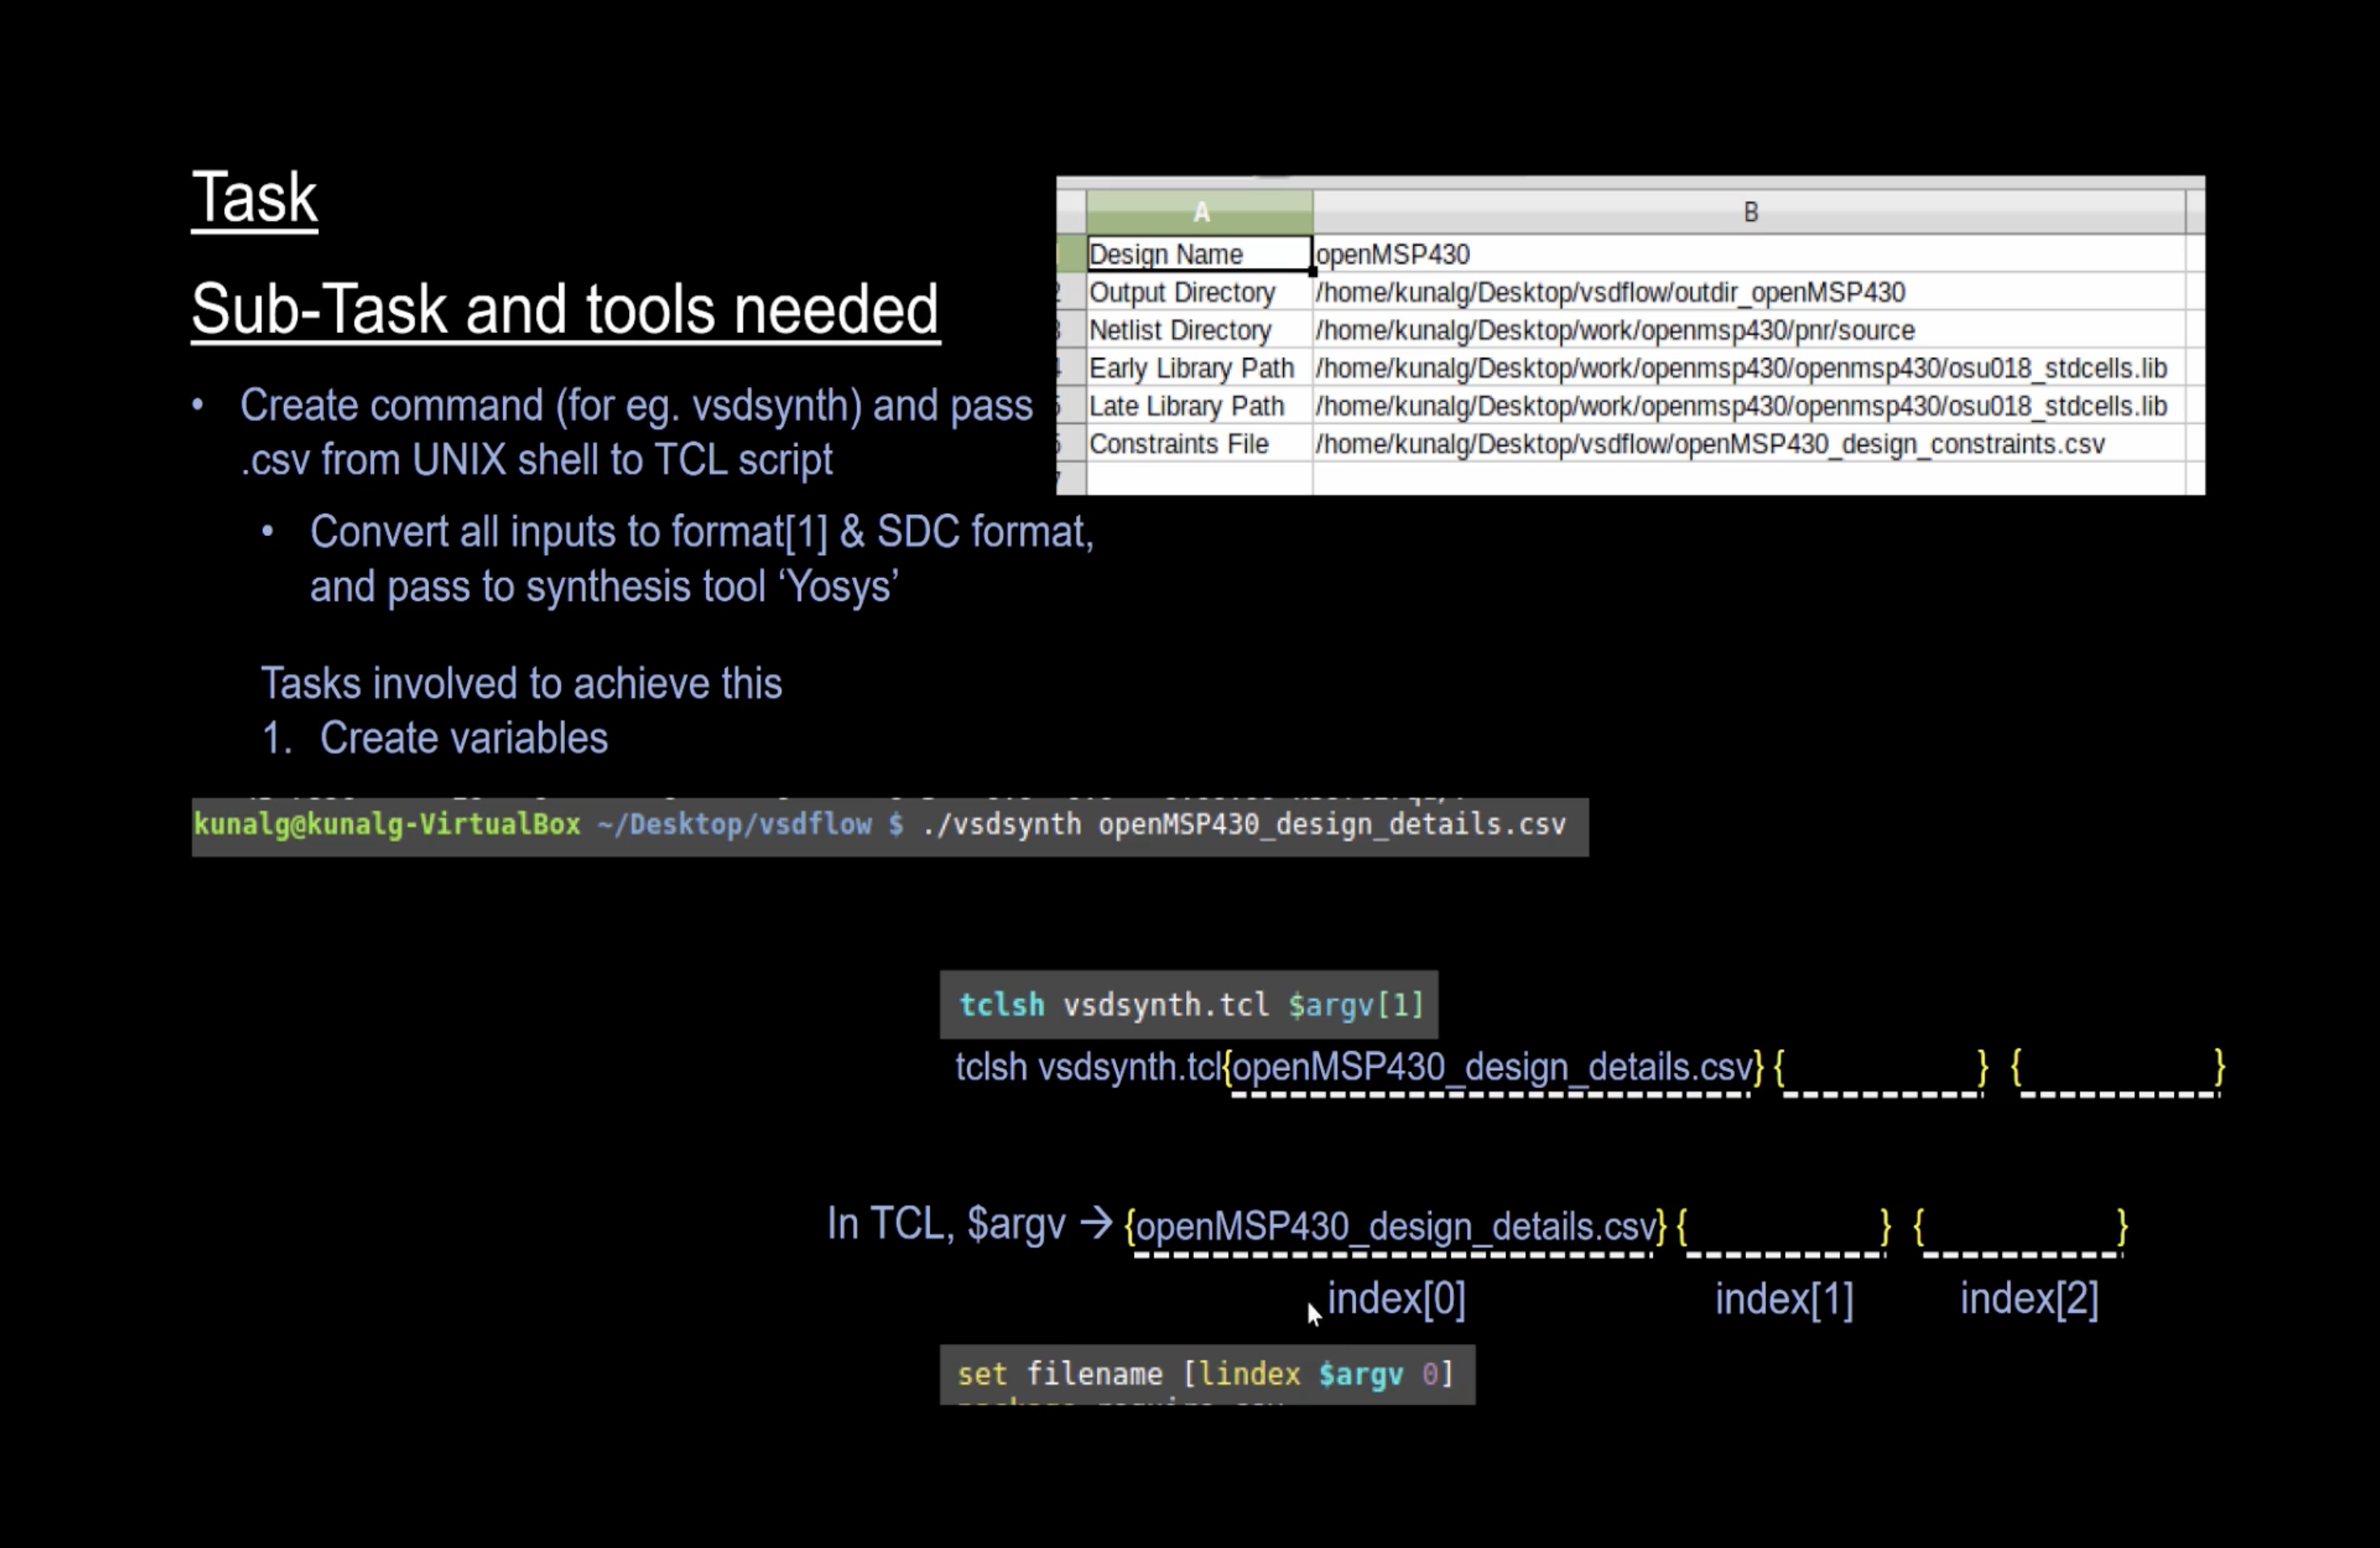 Task
Sub-Task and tools needed
• Create command (for eg. vsdsynth) and pass
.csv from UNIX shell to TCL script
• Convert all inputs to format[1] & SDC format,
and pass to synthesis tool ‘Yosys’
Tasks involved to achieve this
1. Create variables
A B
Design Name openMSP430
2 Output Directory /home/kunalg/Desktop/vsdflow/outdir_openMSP430
3 Netlist Directory /home/kunalg/Desktop/work/openmsp430/pnr/source
4 Early Library Path /home/kunalg/Desktop/work/openmsp430/openmsp430/osu018_stdcells.lib
5 Late Library Path /home/kunalg/Desktop/work/openmsp430/openmsp430/osu018_stdcells.lib
6 Constraints File /home/kunalg/Desktop/vsdflow/openMSP430_design_constraints.csv
7
kunalg@kunalg-VirtualBox ~/Desktop/vsdflow $ ./vsdsynth openMSP430_design_details.csv
tclsh vsdsynth.tcl $argv[1]
tclsh vsdsynth.tcl{openMSP430_design_details.csv} { } { }
In TCL, $argv → {openMSP430_design_details.csv} { } { }
index[0] index[1] index[2]
set filename [lindex $argv 0]